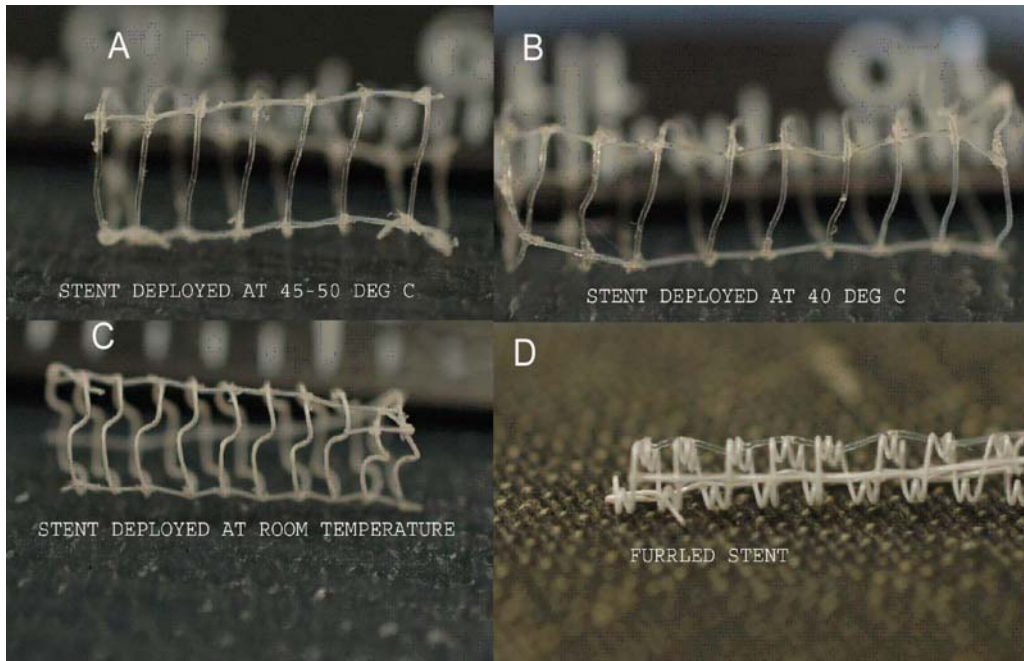 A
STENT DEPLOYED AT 45-50 DEG C
B
STENT DEPLOYED AT 40 DEG C
C
STENT DEPLOYED AT ROOM TEMPERATURE
D
FURRLED STENT